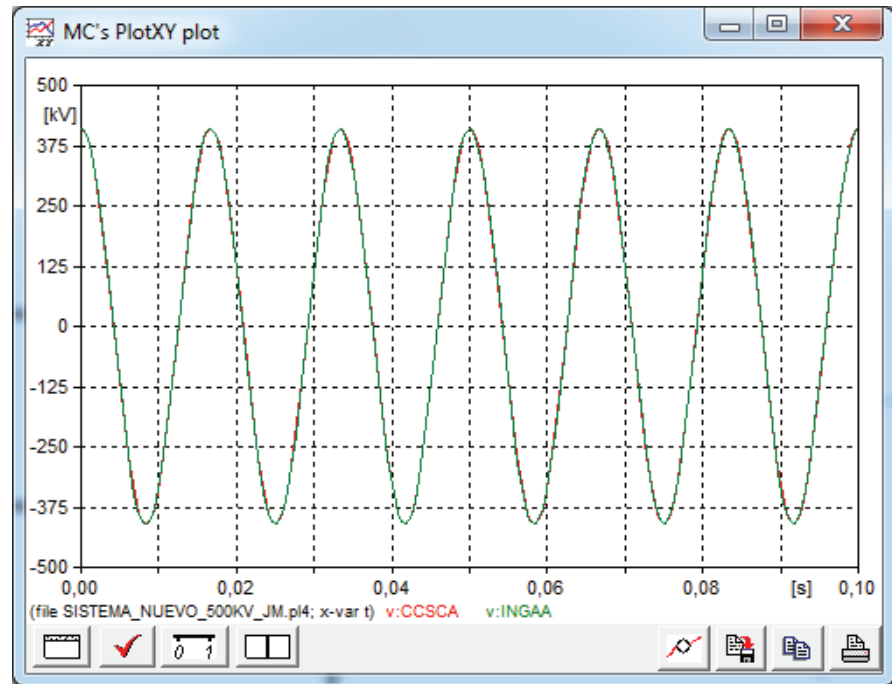 MC's PlotXY plot
500
[kV]
375
250
125
0
-125
-250
-375
-500
0,00 0,02 0,04 0,06 0,08 [s] 0,10
(file SISTEMA_NUEVO_500KV_JM.pl4; x-var t) v:CCSCA v:INGAA
0 1
XY